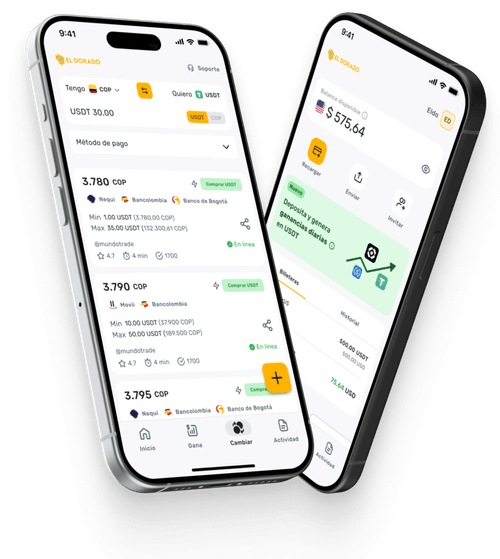 9:41
EL DORADO
Soporte
Tengo COP
Quiero USDT
USDT 30.00
USDT COP
Método de pago
3.780 COP
Comprar USDT
Nequi Bancolombia Banco de Bogotá
Min 1.00 USDT (3.780,00 COP)
Max 35.00 USDT (132.300,61 COP)
@mundotrade
En línea
4.7 4 min 1700
3.790 COP
Comprar USDT
Movii Bancolombia
Min 10.00 USDT (37.900 COP)
Max 50.00 USDT (189.500 COP)
@mundotrade
En línea
4.7 4 min 1700
3.795 COP
Nequi Bancolombia Banco de Bogotá
+
Inicio
Gana
Cambiar
Actividad
9:41
EL DORADO
Balance disponible
Eldo ED
$ 575,64
Recargar
Enviar
Invitar
Nuevo
Deposita y genera
ganancias diarias
en USDT
Billeteras
Historial
500.00 USDT
500.00 USD
75.64 USD
Actividad